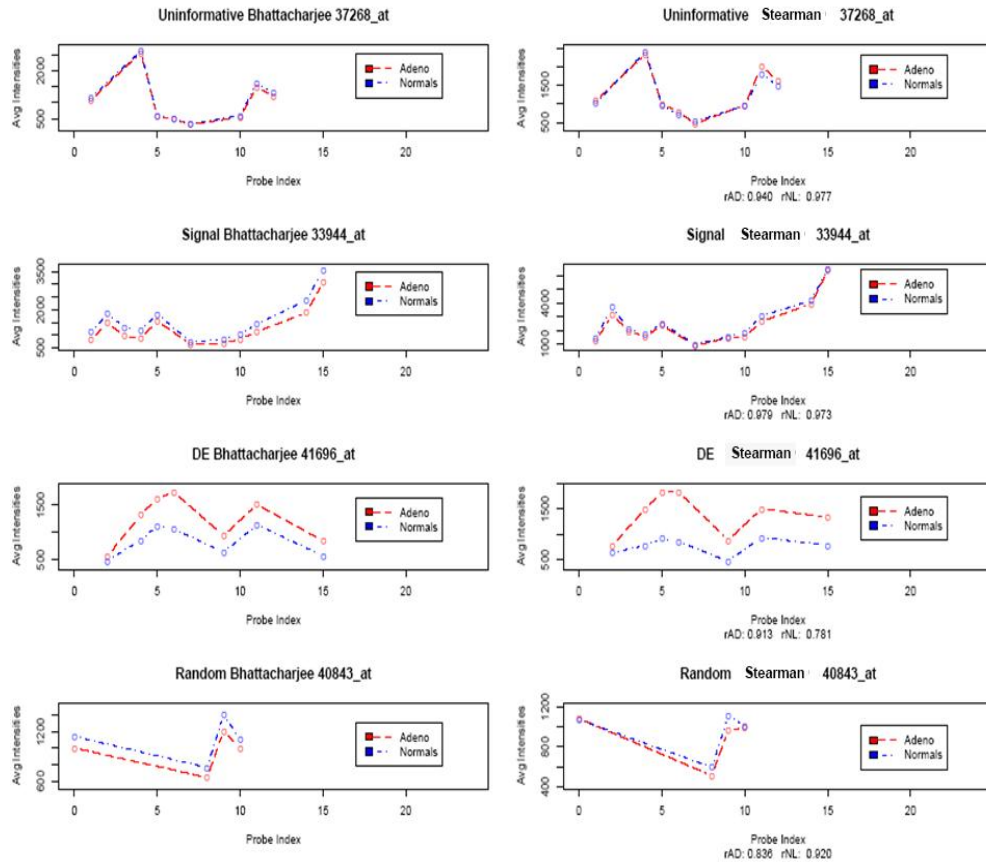 Uninformative Bhattacharjee 37268_at
Avg Intensities
2000
500
Adeno
Normals
0 5 10 15 20
Probe Index
Uninformative Stearman 37268_at
Avg Intensities
1500
500
Adeno
Normals
0 5 10 15 20
Probe Index
rAD: 0.940 rNL: 0.977
Signal Bhattacharjee 33944_at
Avg Intensities
3500
2000
500
Adeno
Normals
0 5 10 15 20
Probe Index
Signal Stearman 33944_at
Avg Intensities
4000
1000
Adeno
Normals
0 5 10 15 20
Probe Index
rAD: 0.979 rNL: 0.973
DE Bhattacharjee 41696_at
Avg Intensities
1500
500
Adeno
Normals
0 5 10 15 20
Probe Index
DE Stearman 41696_at
Avg Intensities
1500
500
Adeno
Normals
0 5 10 15 20
Probe Index
rAD: 0.913 rNL: 0.781
Random Bhattacharjee 40843_at
Avg Intensities
1200
600
Adeno
Normals
0 5 10 15 20
Probe Index
Random Stearman 40843_at
Avg Intensities
1200
800
400
Adeno
Normals
0 5 10 15 20
Probe Index
rAD: 0.836 rNL: 0.920